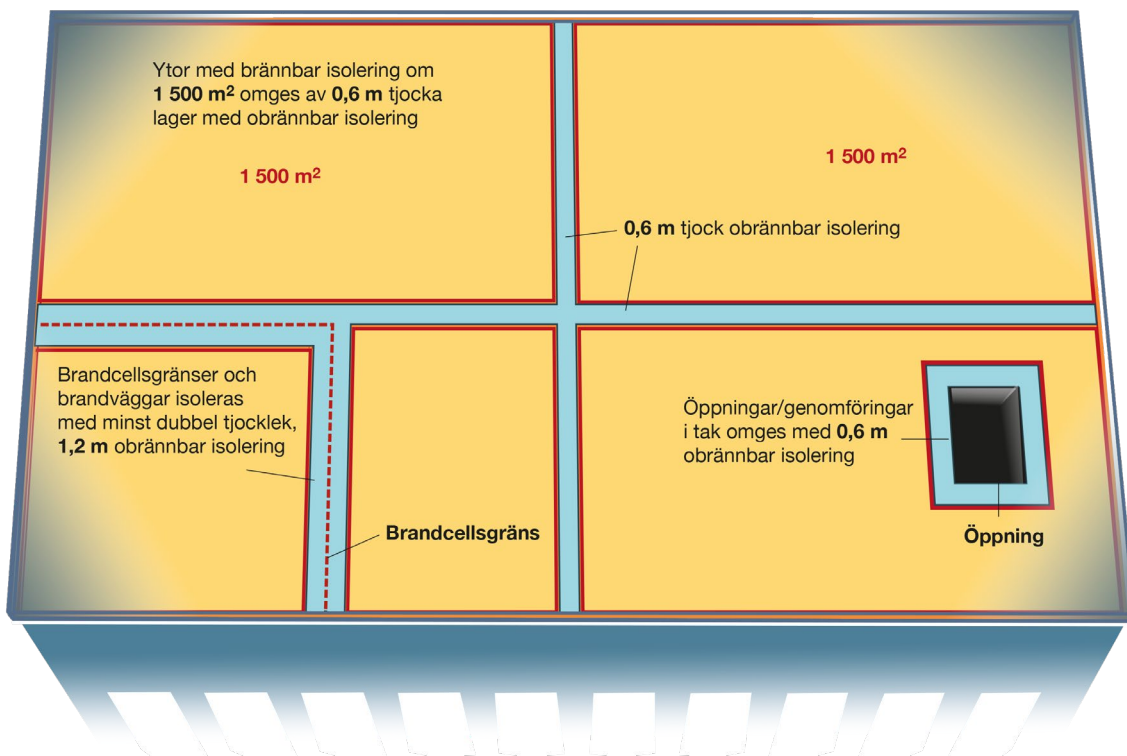 Ytor med brännbar isolering om
1 500 m² omges av 0,6 m tjocka
lager med obrännbar isolering
1 500 m²
1 500 m²
0,6 m tjock obrännbar isolering
Brandcellsgränser och
brandväggar isoleras
med minst dubbel tjocklek,
1,2 m obrännbar isolering
Öppningar/genomföringar
i tak omges med 0,6 m
obrännbar isolering
Brandcellsgräns
Öppning